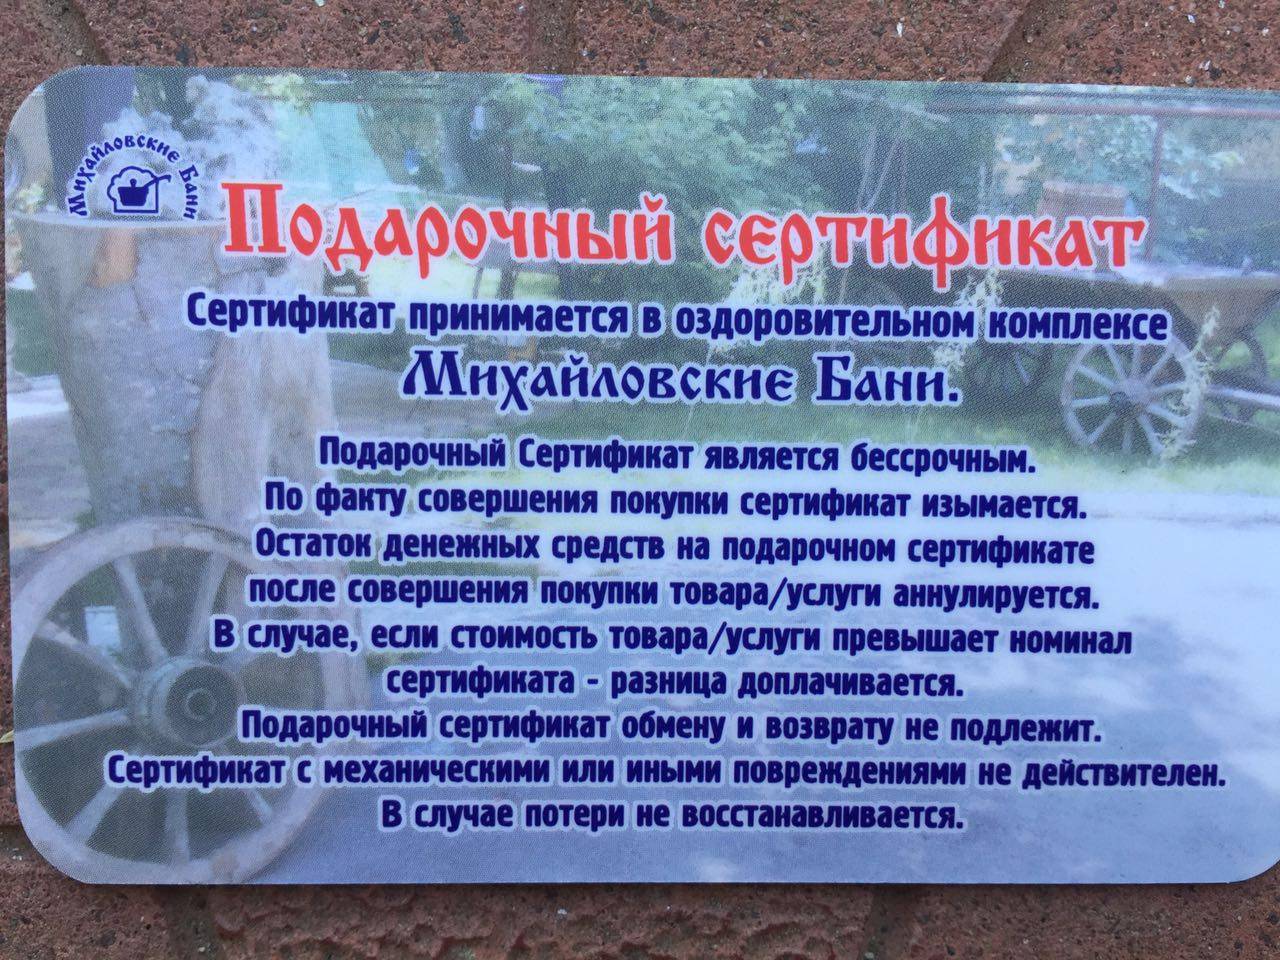 Михайловские Бани
Подарочный сертификат
Сертификат принимается в оздоровительном комплексе
Михайловские Бани.
Подарочный Сертификат является бессрочным.
По факту совершения покупки сертификат изымается.
Остаток денежных средств на подарочном сертификате
после совершения покупки товара/услуги аннулируется.
В случае, если стоимость товара/услуги превышает номинал
сертификата - разница доплачивается.
Подарочный сертификат обмену и возврату не подлежит.
Сертификат с механическими или иными повреждениями не действителен.
В случае потери не восстанавливается.